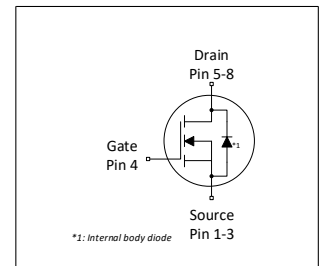 Drain
Pin 5-8
*1
Gate
Pin 4
Source
Pin 1-3
*1: Internal body diode